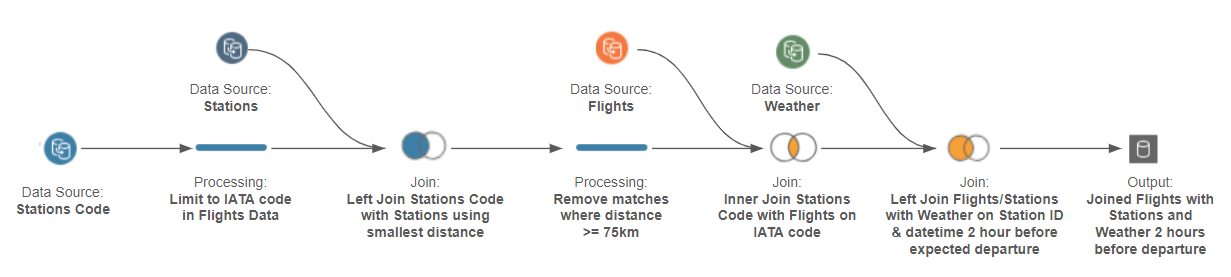 Data Source:
Stations
Data Source:
Flights
Data Source:
Weather
Data Source:
Stations Code
Processing:
Limit to IATA code
in Flights Data
Join:
Left Join Stations Code
with Stations using
smallest distance
Processing:
Remove matches
where distance
>= 75km
Join:
Inner Join Stations
Code with Flights on
IATA code
Join:
Left Join Flights/Stations
with Weather on Station ID
& datetime 2 hour before
expected departure
Output:
Joined Flights with
Stations and
Weather 2 hours
before departure